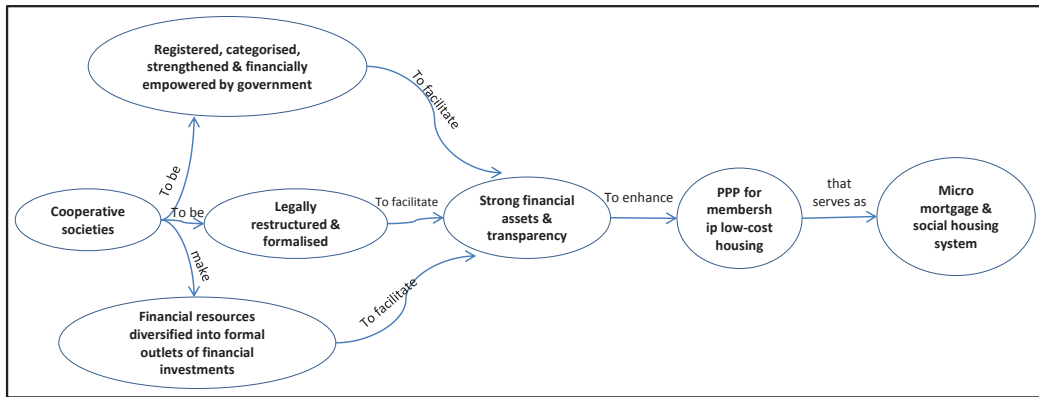 Registered, categorised,
strengthened & financially
empowered by government
To facilitate
To be
Cooperative
societies
To be
Legally
restructured &
formalised
To facilitate
Strong financial
assets &
transparency
To enhance
PPP for
membersh
ip low-cost
housing
that
serves as
Micro
mortgage &
social housing
system
make
Financial resources
diversified into formal
outlets of financial
investments
To facilitate